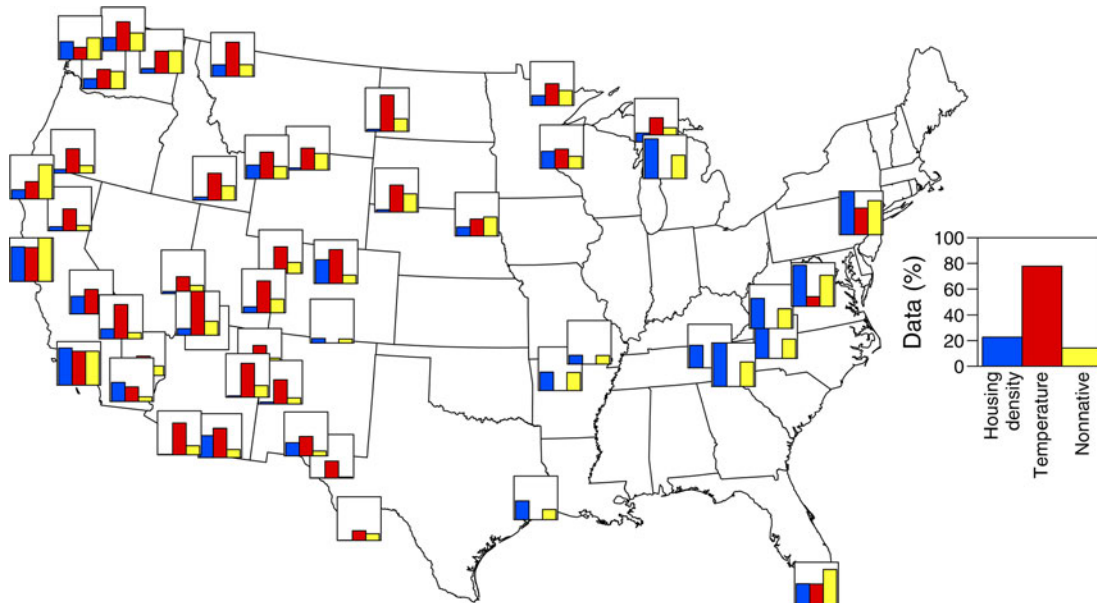 Data (%)
100
80
60
40
20
0
Housing
density
Temperature
Nonnative